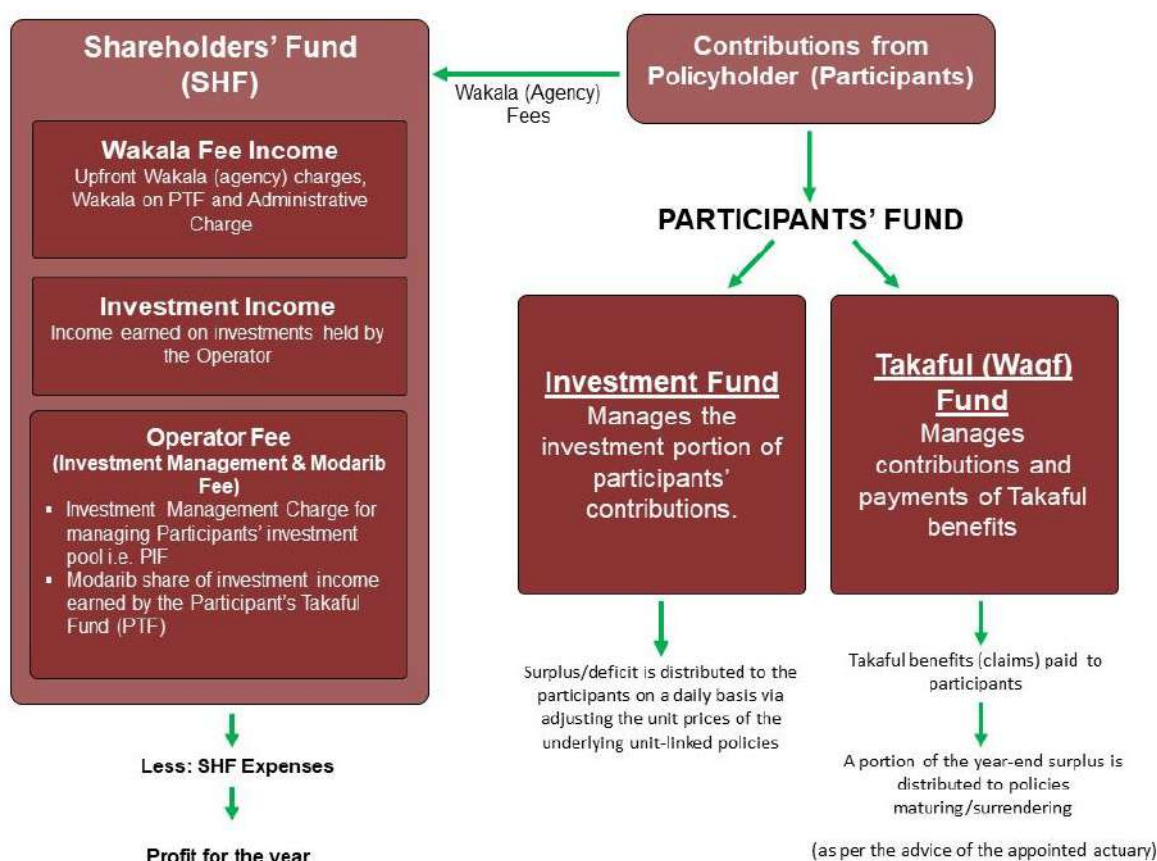 Shareholders' Fund
(SHF)
Wakala Fee Income
Upfront Wakala (agency) charges,
Wakala on PTF and Administrative
Charge
Investment Income
Income earned on investments held by
the Operator
Operator Fee
(Investment Management & Modarib
Fee)
▪ Investment Management Charge for
managing Participants' investment
pool i.e. PIF
▪ Modarib share of investment income
earned by the Participant's Takaful
Fund (PTF)
Less: SHF Expenses
Profit for the year
Wakala (Agency)
Fees
Contributions from
Policyholder (Participants)
PARTICIPANTS' FUND
Investment Fund
Manages the
investment portion of
participants'
contributions.
Surplus/deficit is distributed to the
participants on a daily basis via
adjusting the unit prices of the
underlying unit-linked policies
Takaful (Waqf)
Fund
Manages
contributions and
payments of Takaful
benefits
Takaful benefits (claims) paid to
participants
A portion of the year-end surplus is
distributed to policies
maturing/surrendering
(as per the advice of the appointed actuary)